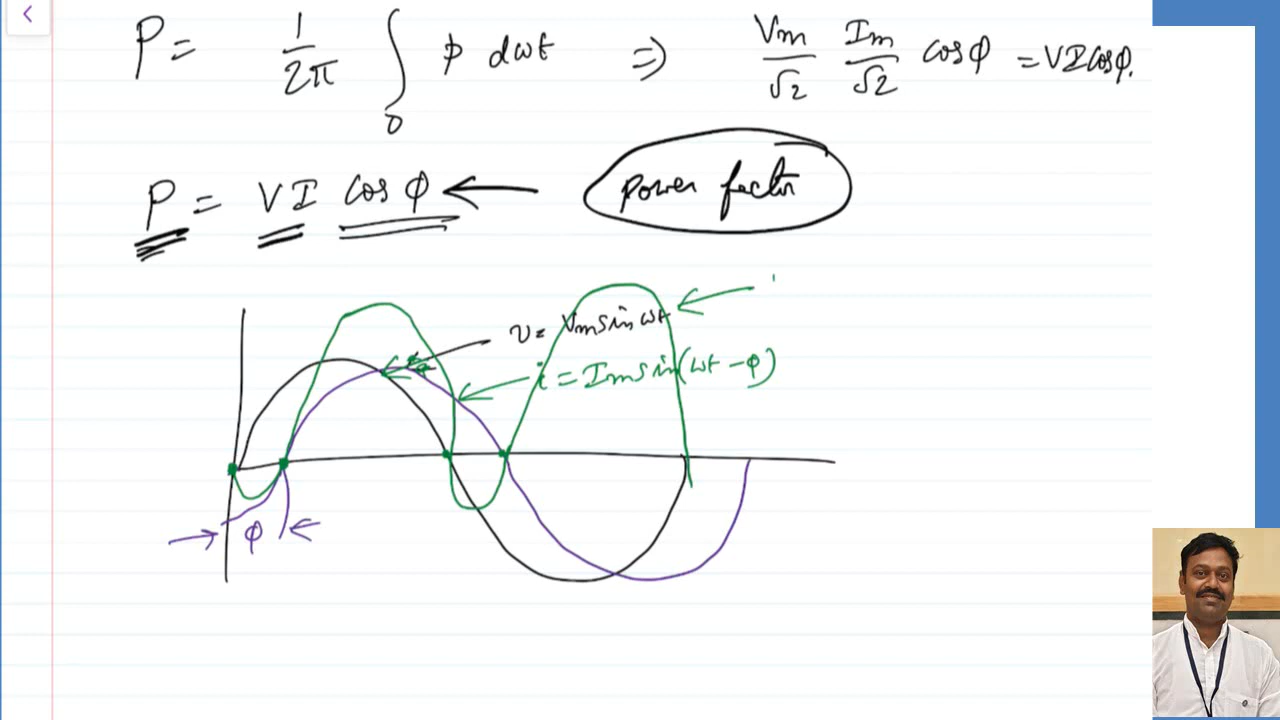 P = 1/2π ∫₀ p dωt ⇒ Vm/√2 Im/√2 cosφ = VI cosφ.
P = VI cosφ ← power factor
v = Vm sin ωt
i = Im sin(ωt − φ)
φ